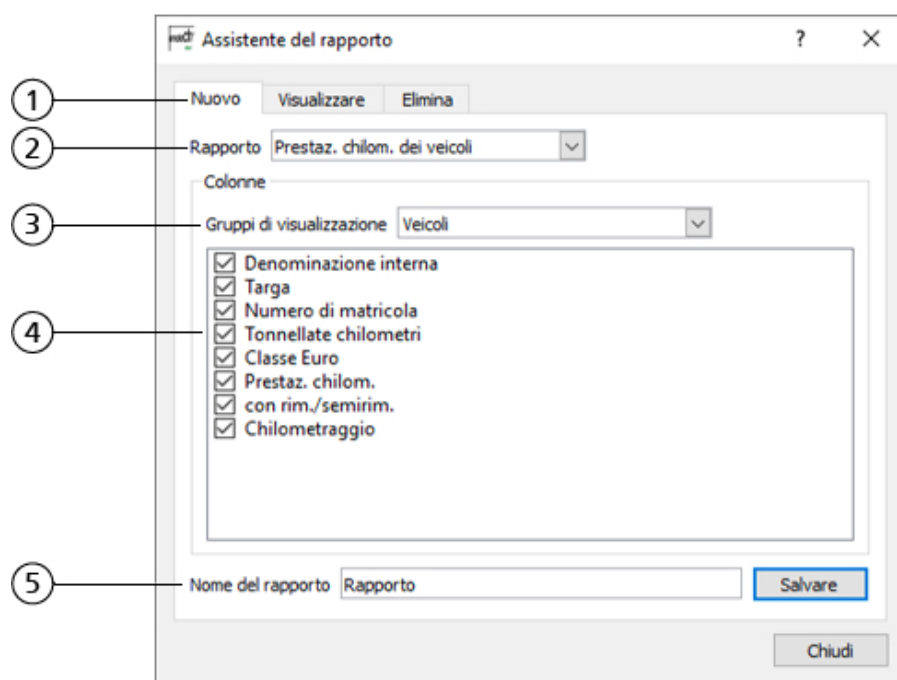 Assistente del rapporto ?
1 Nuovo Visualizzare Elimina
2 Rapporto Prestaz. chilom. dei veicoli
Colonne
3 Gruppi di visualizzazione Veicoli
Denominazione interna
Targa
Numero di matricola
4 Tonnellate chilometri
Classe Euro
Prestaz. chilom.
con rim./semirim.
Chilometraggio
5 Nome del rapporto Rapporto Salvare
Chiudi